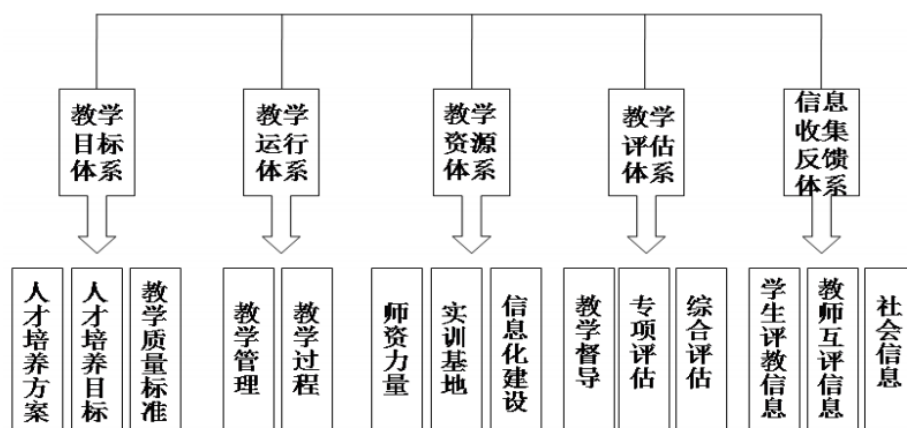 教学
目标
体系
教学
运行
体系
教学
资源
体系
教学
评估
体系
信息
收集
反馈
体系
人才培养方案
人才培养目标
教学质量标准
教学管理
教学过程
师资力量
实训基地
信息化建设
教学督导
专项评估
综合评估
学生评教信息
教师互评信息
社会信息